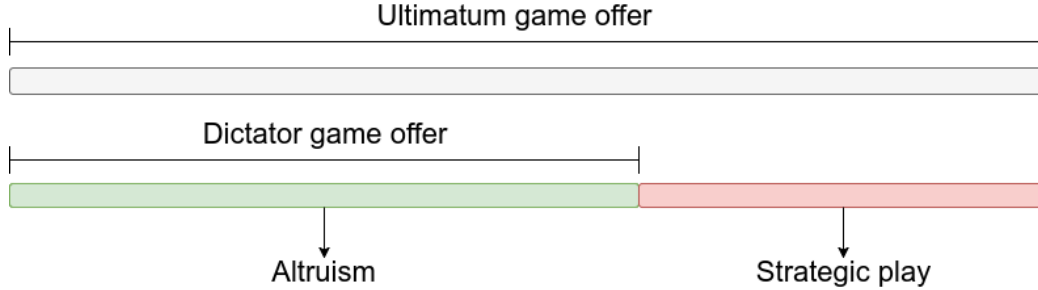 Ultimatum game offer
Dictator game offer
Altruism
Strategic play